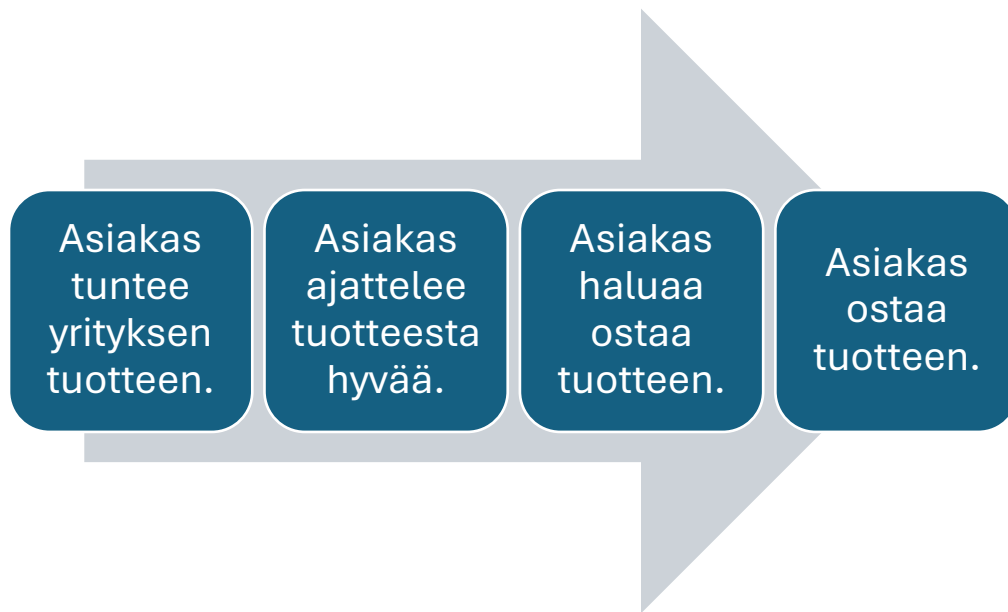 Asiakas
tuntee
yrityksen
tuotteen.
Asiakas
ajattelee
tuotteesta
hyvää.
Asiakas
haluaa
ostaa
tuotteen.
Asiakas
ostaa
tuotteen.